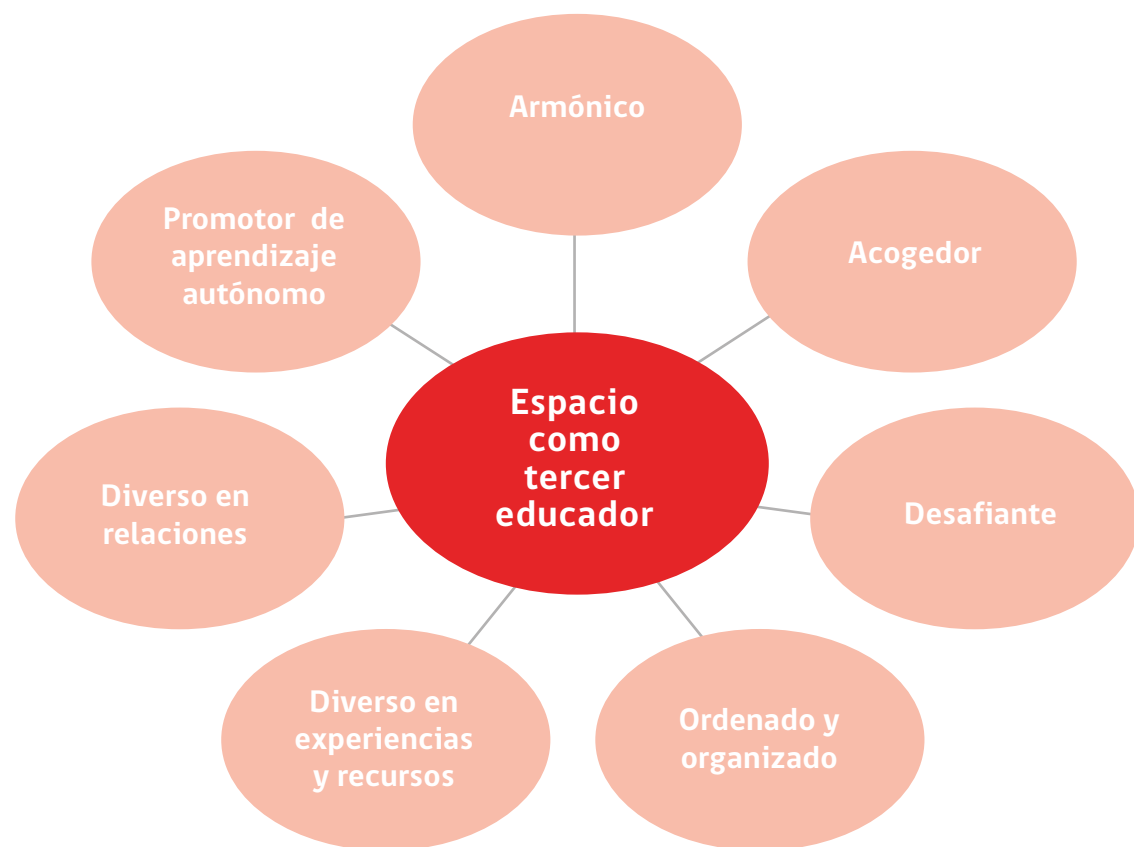 Armónico
Acogedor
Desafiante
Ordenado y
organizado
Diverso en
experiencias
y recursos
Diverso en
relaciones
Promotor de
aprendizaje
autónomo
Espacio
como
tercer
educador